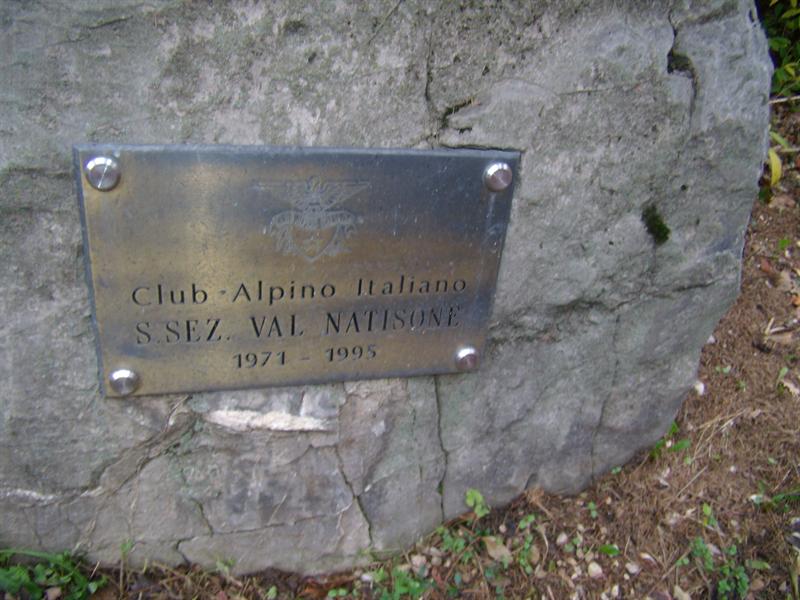 Club Alpino Italiano
S.SEZ. VAL NATISONE
1971 - 1995